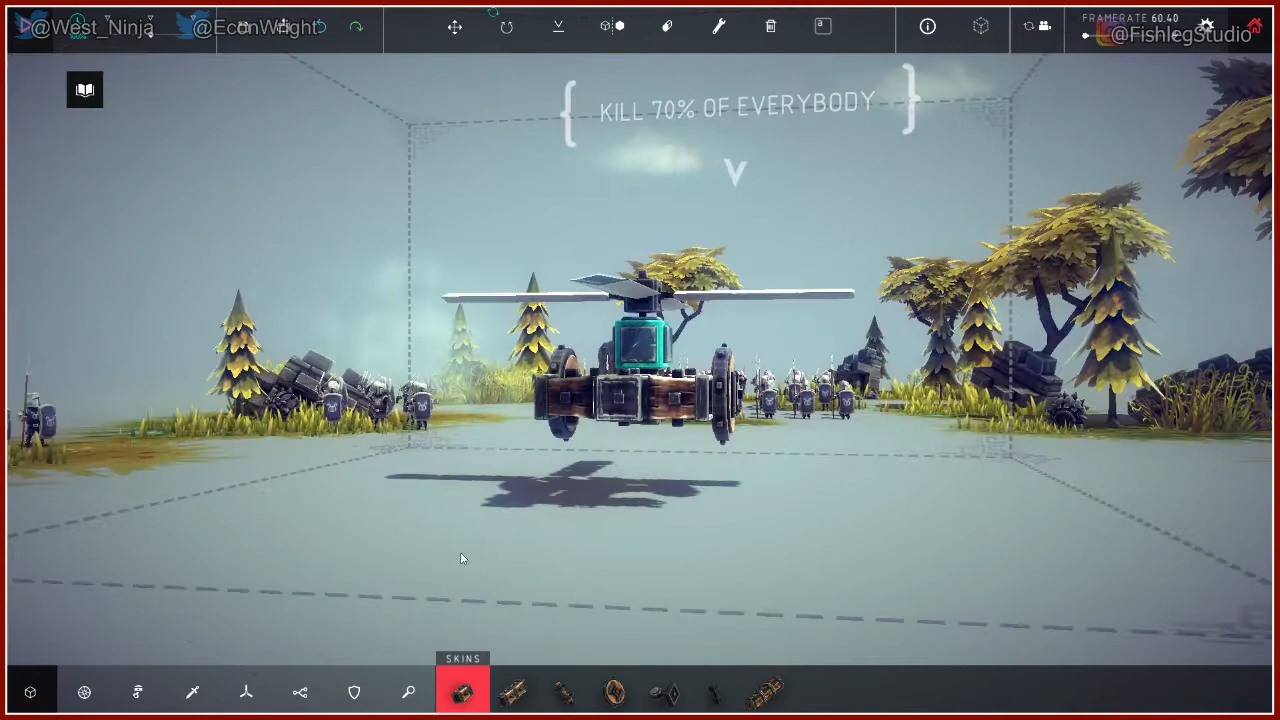 @West_Ninja
@EconWright
FRAMERATE 60.40
@FishlegStudio
KILL 70% OF EVERYBODY
SKINS